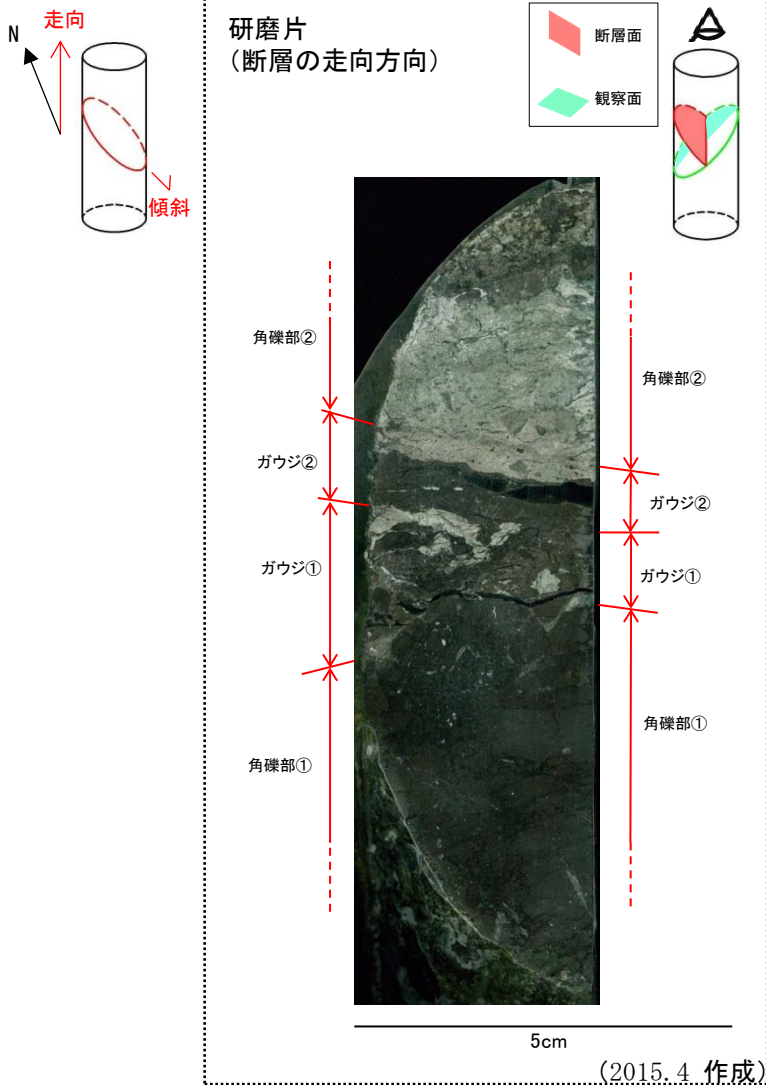 走向
N
傾斜
研磨片
(断層の走向方向)
断層面
観察面
角礫部②
ガウジ②
ガウジ①
角礫部①
角礫部②
ガウジ②
ガウジ①
角礫部①
5cm
(2015.4 作成)